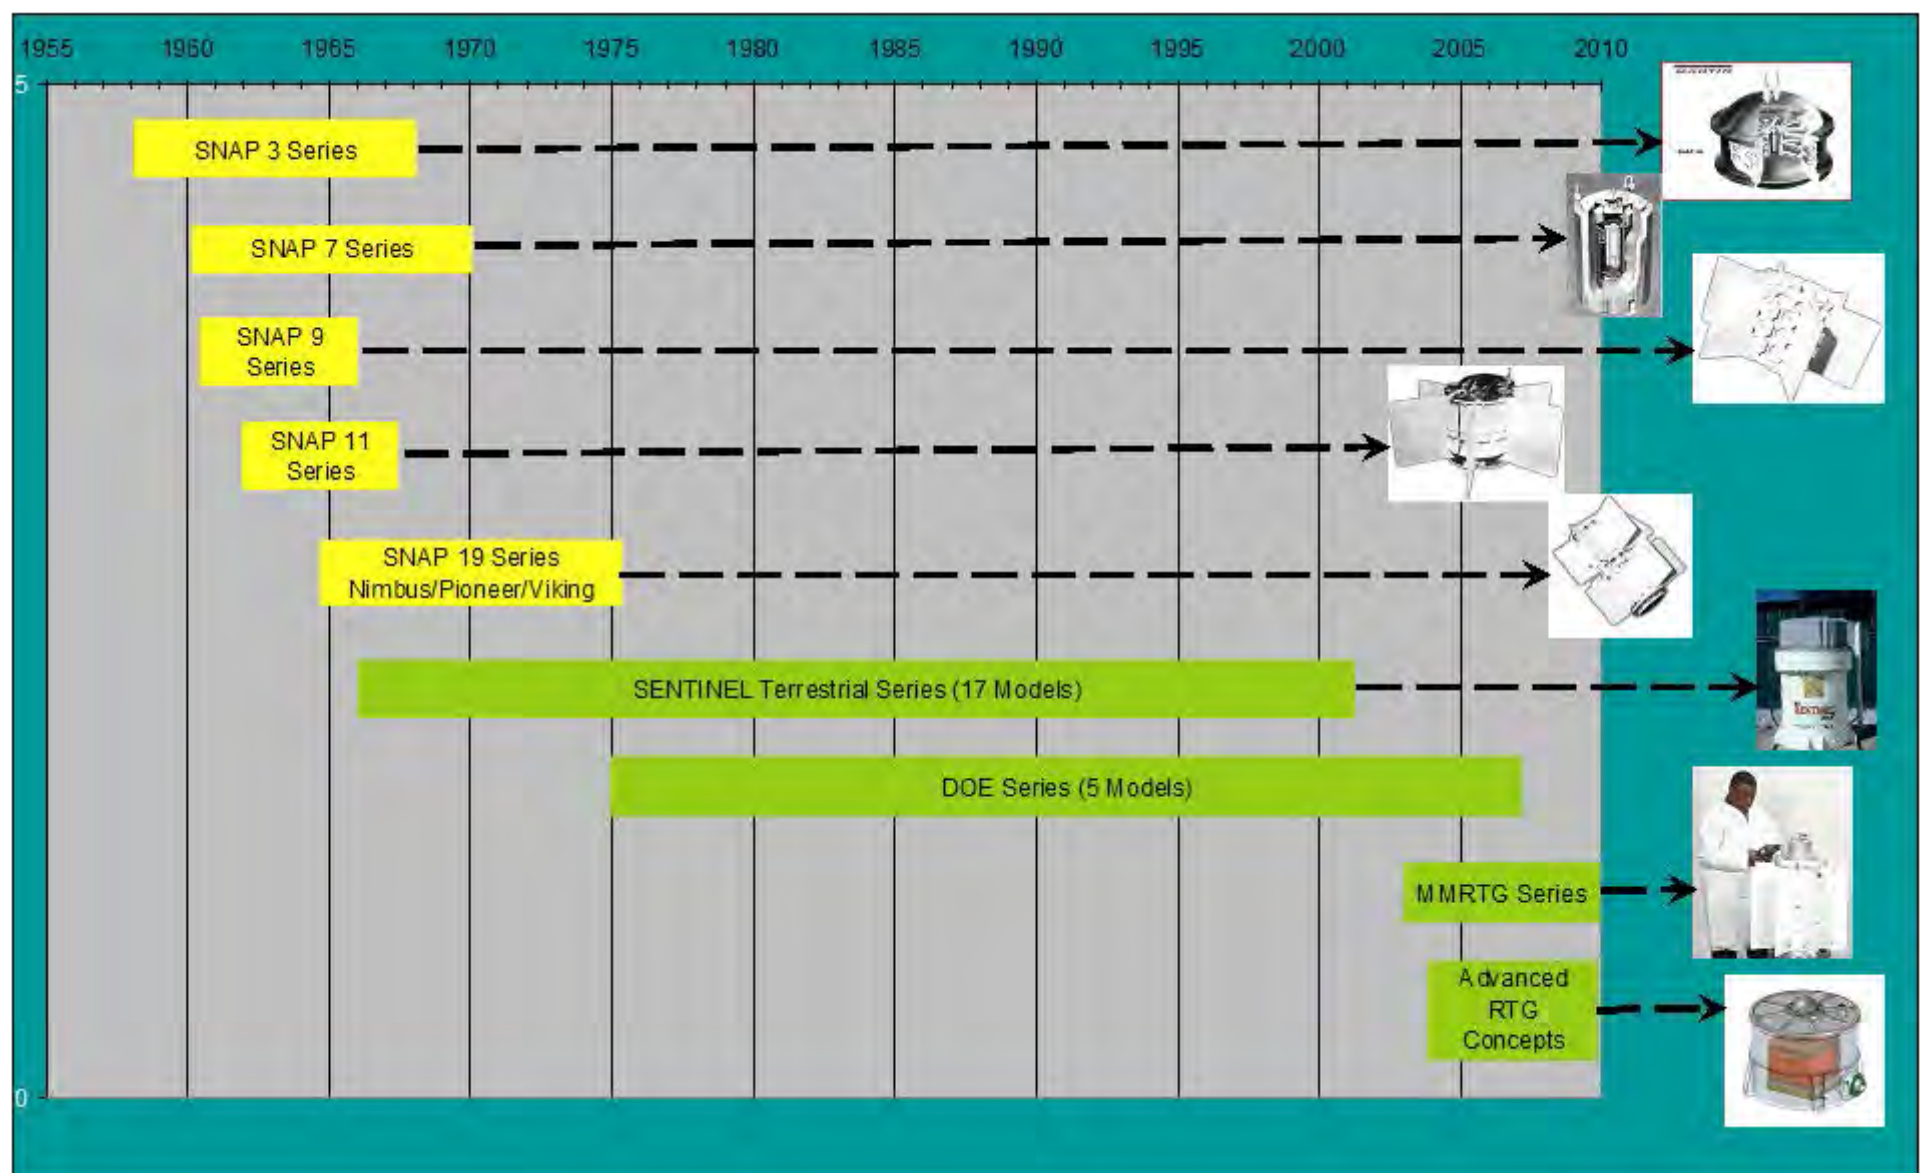 1955 1960 1965 1970 1975 1980 1985 1990 1995 2000 2005 2010
5
MARTIN
SNAP 3 Series
SNAP 7 Series
SNAP 9
Series
SNAP 11
Series
SNAP 19 Series
Nimbus/Pioneer/Viking
SENTINEL Terrestrial Series (17 Models)
SENTINEL
DOE Series (5 Models)
MMRTG Series
Advanced
RTG
Concepts
0